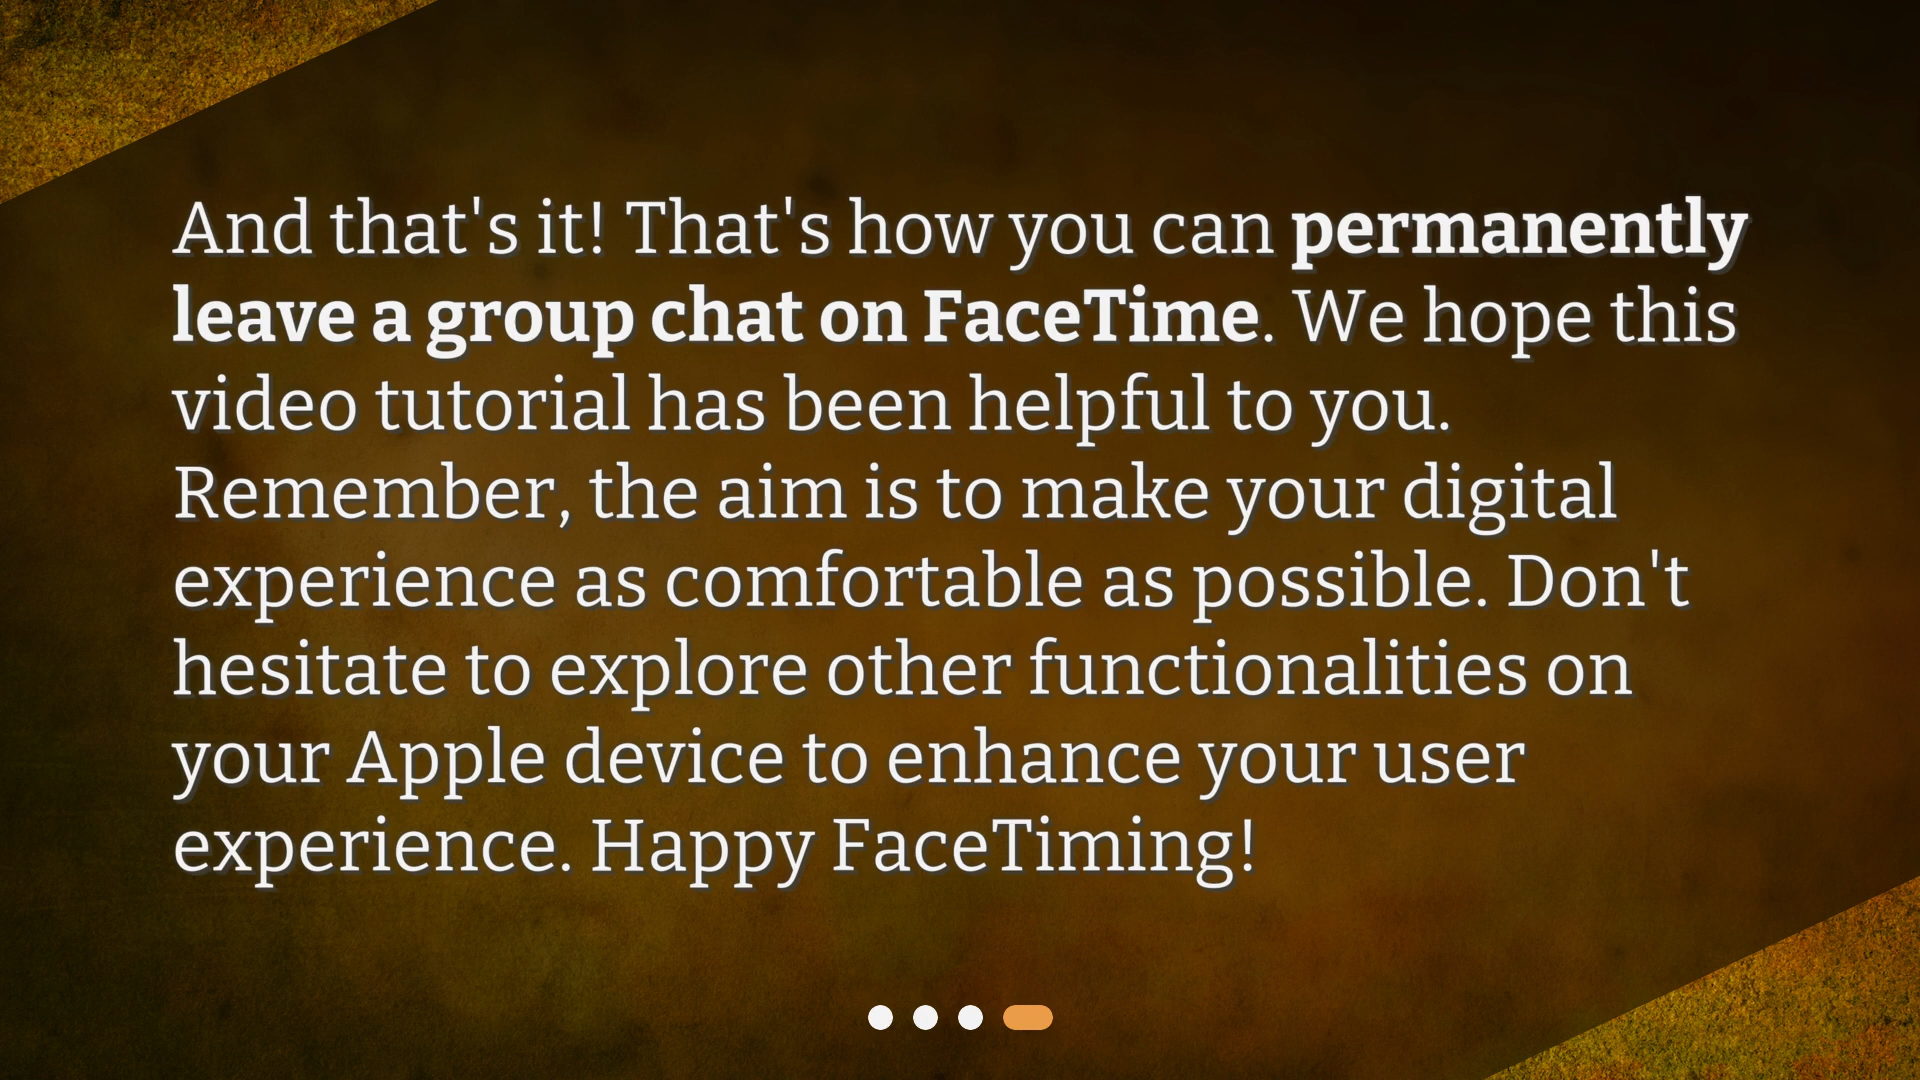 And that's it! That's how you can permanently
leave a group chat on FaceTime. We hope this
video tutorial has been helpful to you.
Remember, the aim is to make your digital
experience as comfortable as possible. Don't
hesitate to explore other functionalities on
your Apple device to enhance your user
experience. Happy FaceTiming!